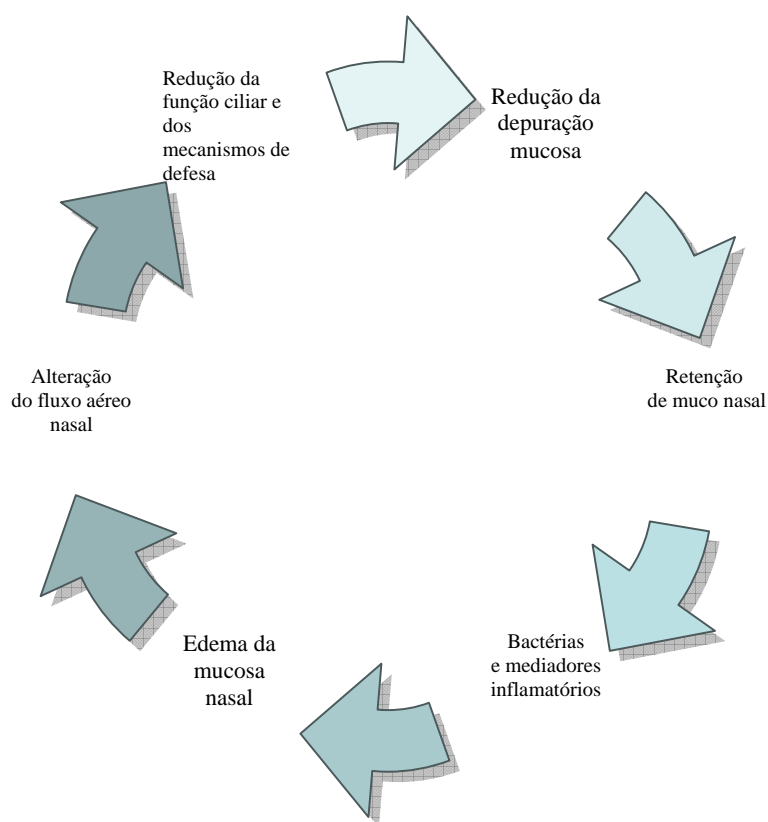 Redução da
função ciliar e
dos
mecanismos de
defesa
Redução da
depuração
mucosa
Retenção
de muco nasal
Bactérias
e mediadores
inflamatórios
Edema da
mucosa
nasal
Alteração
do fluxo aéreo
nasal